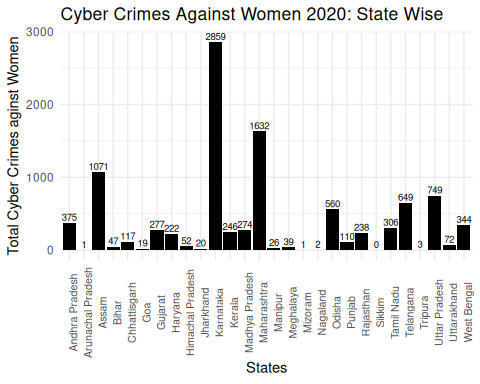 Cyber Crimes Against Women 2020: State Wise
Total Cyber Crimes aginst Women
3000
2000
1000
0
375
1
1071
47
117
19
277
222
52
20
2859
246
274
1632
26
39
1
2
560
110
238
0
306
649
3
749
72
344
Andhra Pradesh
Arunachal Pradesh
Assam
Bihar
Chhattisgarh
Goa
Gujarat
Haryana
Himachal Pradesh
Jharkhand
Karnataka
Kerala
Madhya Pradesh
Maharashtra
Manipur
Meghalaya
Mizoram
Nagaland
Odisha
Punjab
Rajasthan
Sikkim
Tamil Nadu
Telangana
Tripura
Uttar Pradesh
Uttarakhand
West Bengal
States